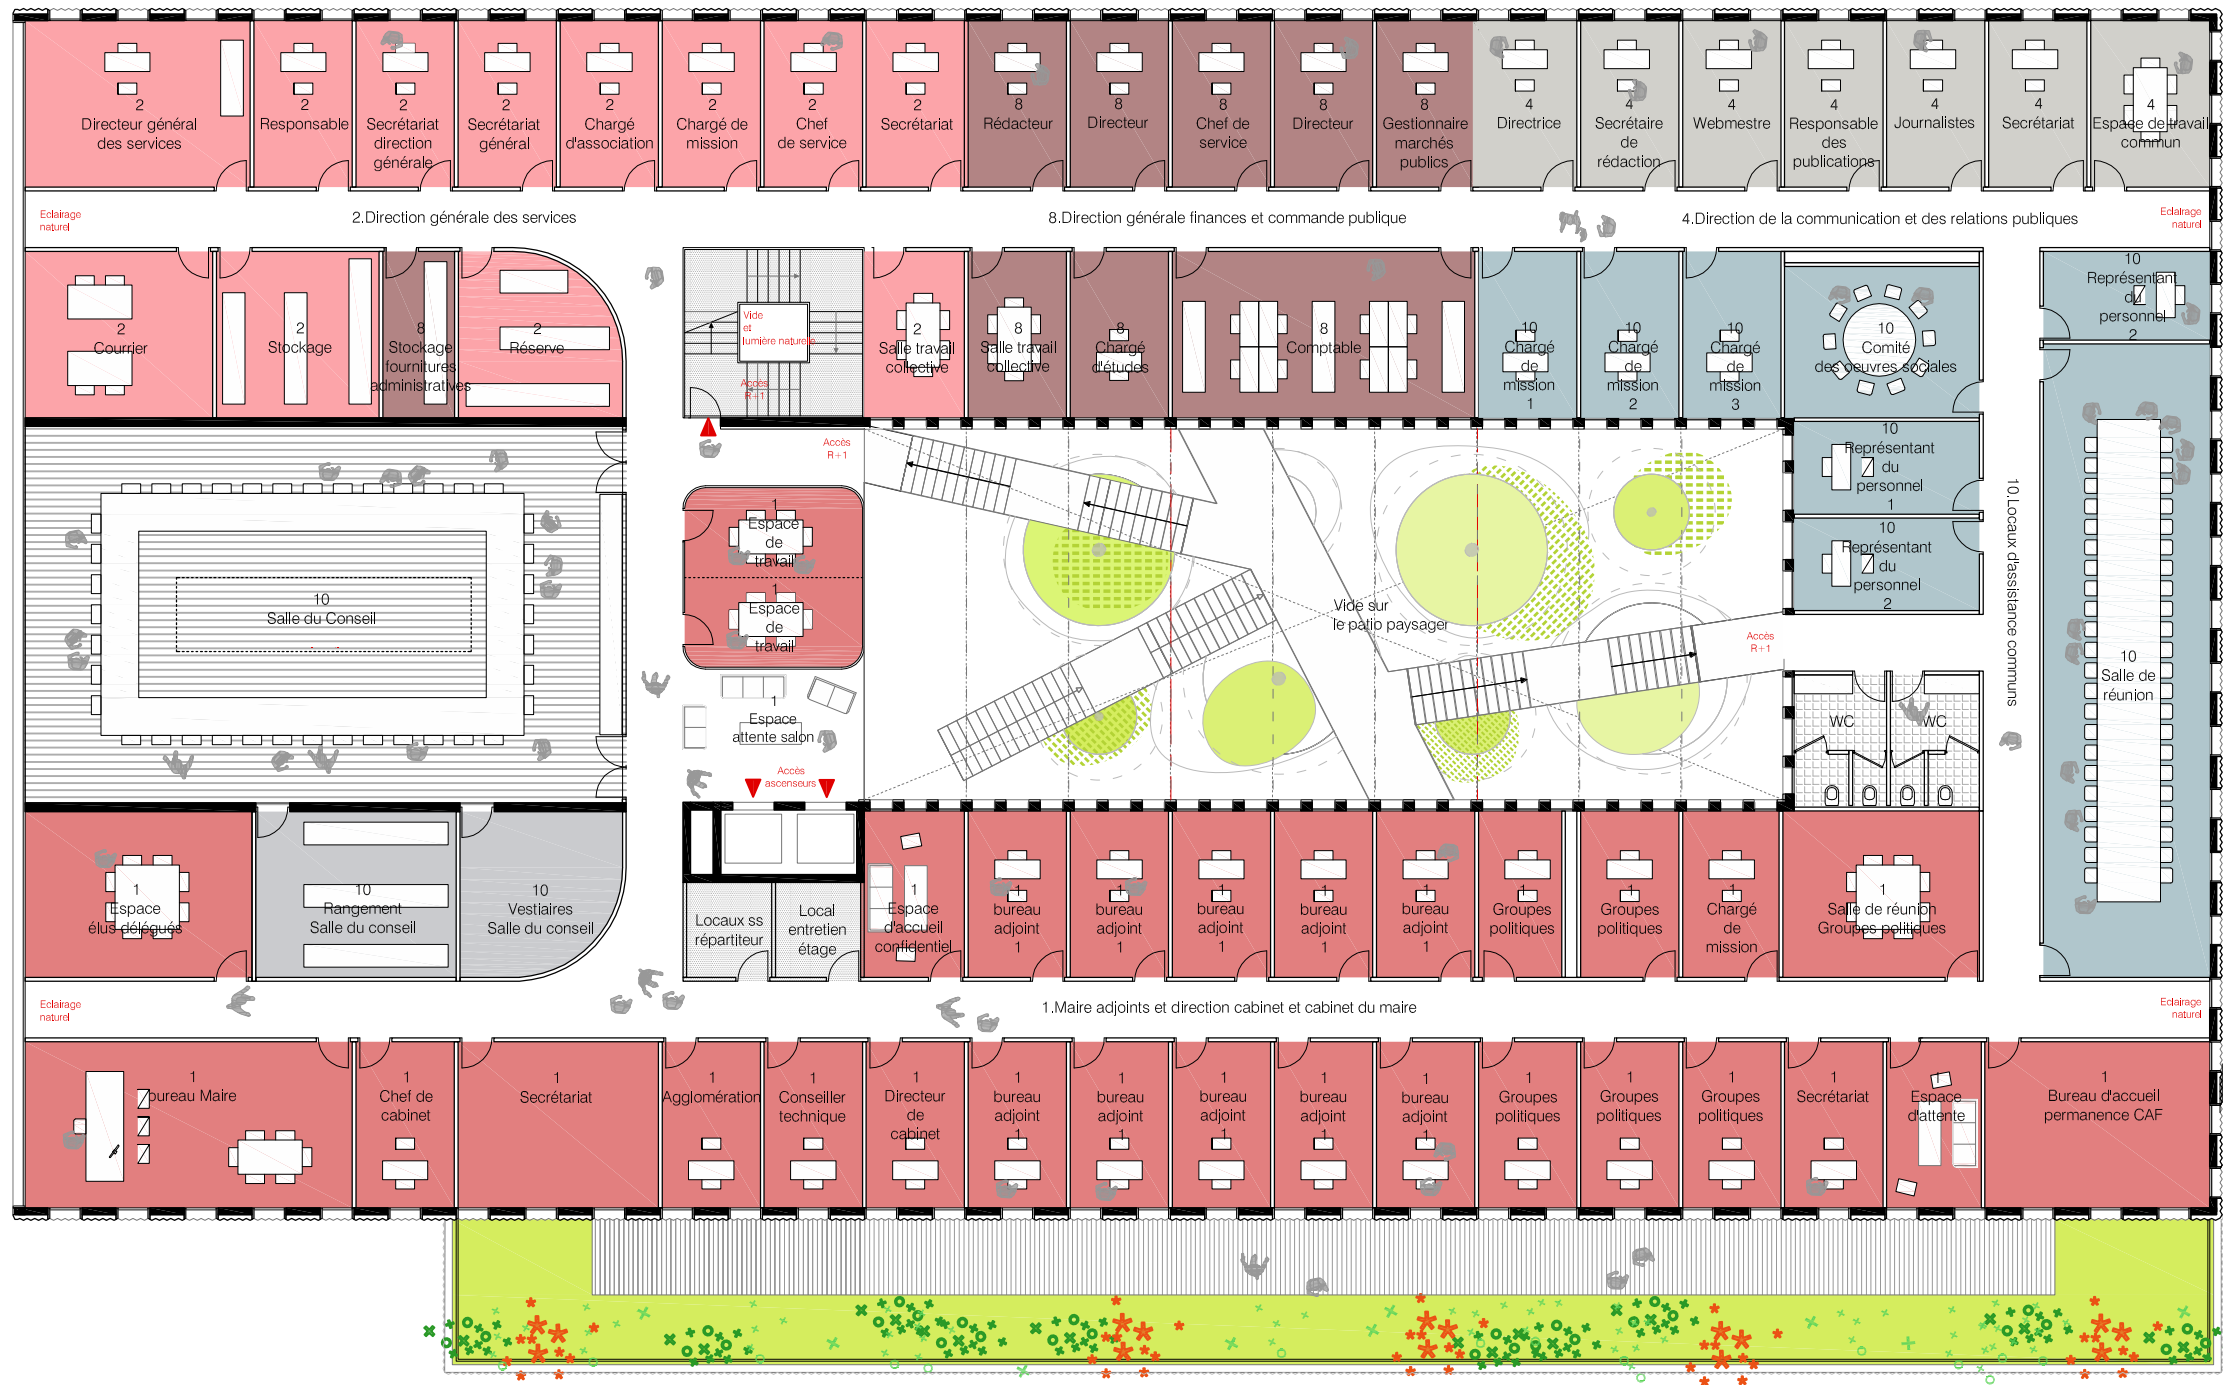 2
Directeur général
des services
2
Responsable
2
Secrétariat
direction
générale
2
Secrétariat
général
2
Chargé
d'association
2
Chargé de
mission
2
Chef
de service
2
Secrétariat
8
Rédacteur
8
Directeur
8
Chef de
service
8
Directeur
8
Gestionnaire
marchés
publics
4
Directrice
4
Secrétaire
de
rédaction
4
Webmestre
4
Responsable
des
publications
4
Journalistes
4
Secrétariat
4
Espace de travail
commun
Eclairage
naturel
2.Direction générale des services
8.Direction générale finances et commande publique
4.Direction de la communication et des relations publiques
Eclairage
naturel
2
Courrier
2
Stockage
8
Stockage
fournitures
administratives
2
Réserve
Vide
et
lumière naturelle
Accès
R+1
2
Salle travail
collective
8
Salle travail
collective
8
Chargé
d'études
8
Comptable
10
Chargé
de
mission
1
10
Chargé
de
mission
2
10
Chargé
de
mission
3
10
Comité
des oeuvres sociales
10
Représentant
du
personnel
2
Accès
R+1
10
Représentant
du
personnel
1
10
Représentant
du
personnel
2
10.Locaux d'assistance communs
1
Espace
de
travail
1
Espace
de
travail
10
Salle du Conseil
Vide sur
le patio paysager
Accès
R+1
10
Salle de
réunion
1
Espace
attente salon
WC
WC
Accès
ascenseurs
1
Espace
élus délégués
10
Rangement
Salle du conseil
10
Vestiaires
Salle du conseil
Locaux ss
répartiteur
Local
entretien
étage
1
Espace
d'accueil
confidentiel
1
bureau
adjoint
1
1
bureau
adjoint
1
1
bureau
adjoint
1
1
bureau
adjoint
1
1
bureau
adjoint
1
1
Groupes
politiques
1
Groupes
politiques
1
Chargé
de
mission
1
Salle de réunion
Groupes politiques
Eclairage
naturel
1.Maire adjoints et direction cabinet et cabinet du maire
Eclairage
naturel
1
bureau Maire
1
Chef de
cabinet
1
Secrétariat
1
Agglomération
1
Conseiller
technique
1
Directeur
de
cabinet
1
bureau
adjoint
1
1
bureau
adjoint
1
1
bureau
adjoint
1
1
bureau
adjoint
1
1
bureau
adjoint
1
1
Groupes
politiques
1
Groupes
politiques
1
Groupes
politiques
1
Secrétariat
1
Espace
d'attente
1
Bureau d'accueil
permanence CAF